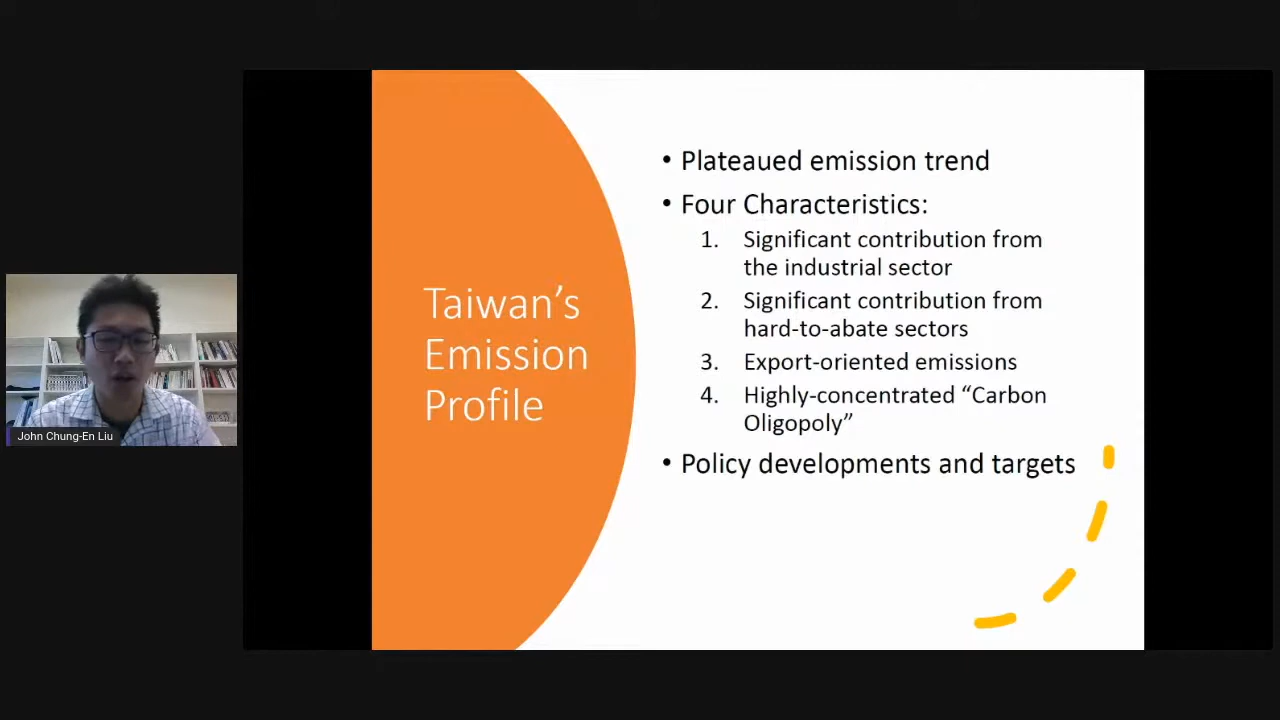 Taiwan's
Emission
Profile
• Plateaued emission trend
• Four Characteristics:
1. Significant contribution from
the industrial sector
2. Significant contribution from
hard-to-abate sectors
3. Export-oriented emissions
4. Highly-concentrated “Carbon
Oligopoly”
• Policy developments and targets
John Chung-En Liu